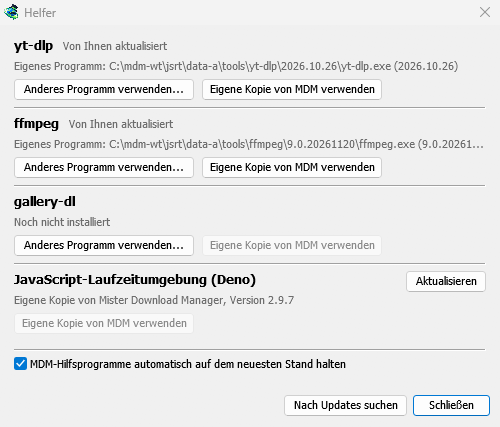 Helfer
yt-dlp Von Ihnen aktualisiert
Eigenes Programm: C:\mdm-wt\jsrt\data-a\tools\yt-dlp\2026.10.26\yt-dlp.exe (2026.10.26)
Anderes Programm verwenden... Eigene Kopie von MDM verwenden
ffmpeg Von Ihnen aktualisiert
Eigenes Programm: C:\mdm-wt\jsrt\data-a\tools\ffmpeg\9.0.20261120\ffmpeg.exe (9.0.20261...
Anderes Programm verwenden... Eigene Kopie von MDM verwenden
gallery-dl
Noch nicht installiert
Anderes Programm verwenden... Eigene Kopie von MDM verwenden
JavaScript-Laufzeitumgebung (Deno) Aktualisieren
Eigene Kopie von Mister Download Manager, Version 2.9.7
Eigene Kopie von MDM verwenden
MDM-Hilfsprogramme automatisch auf dem neuesten Stand halten
Nach Updates suchen Schließen